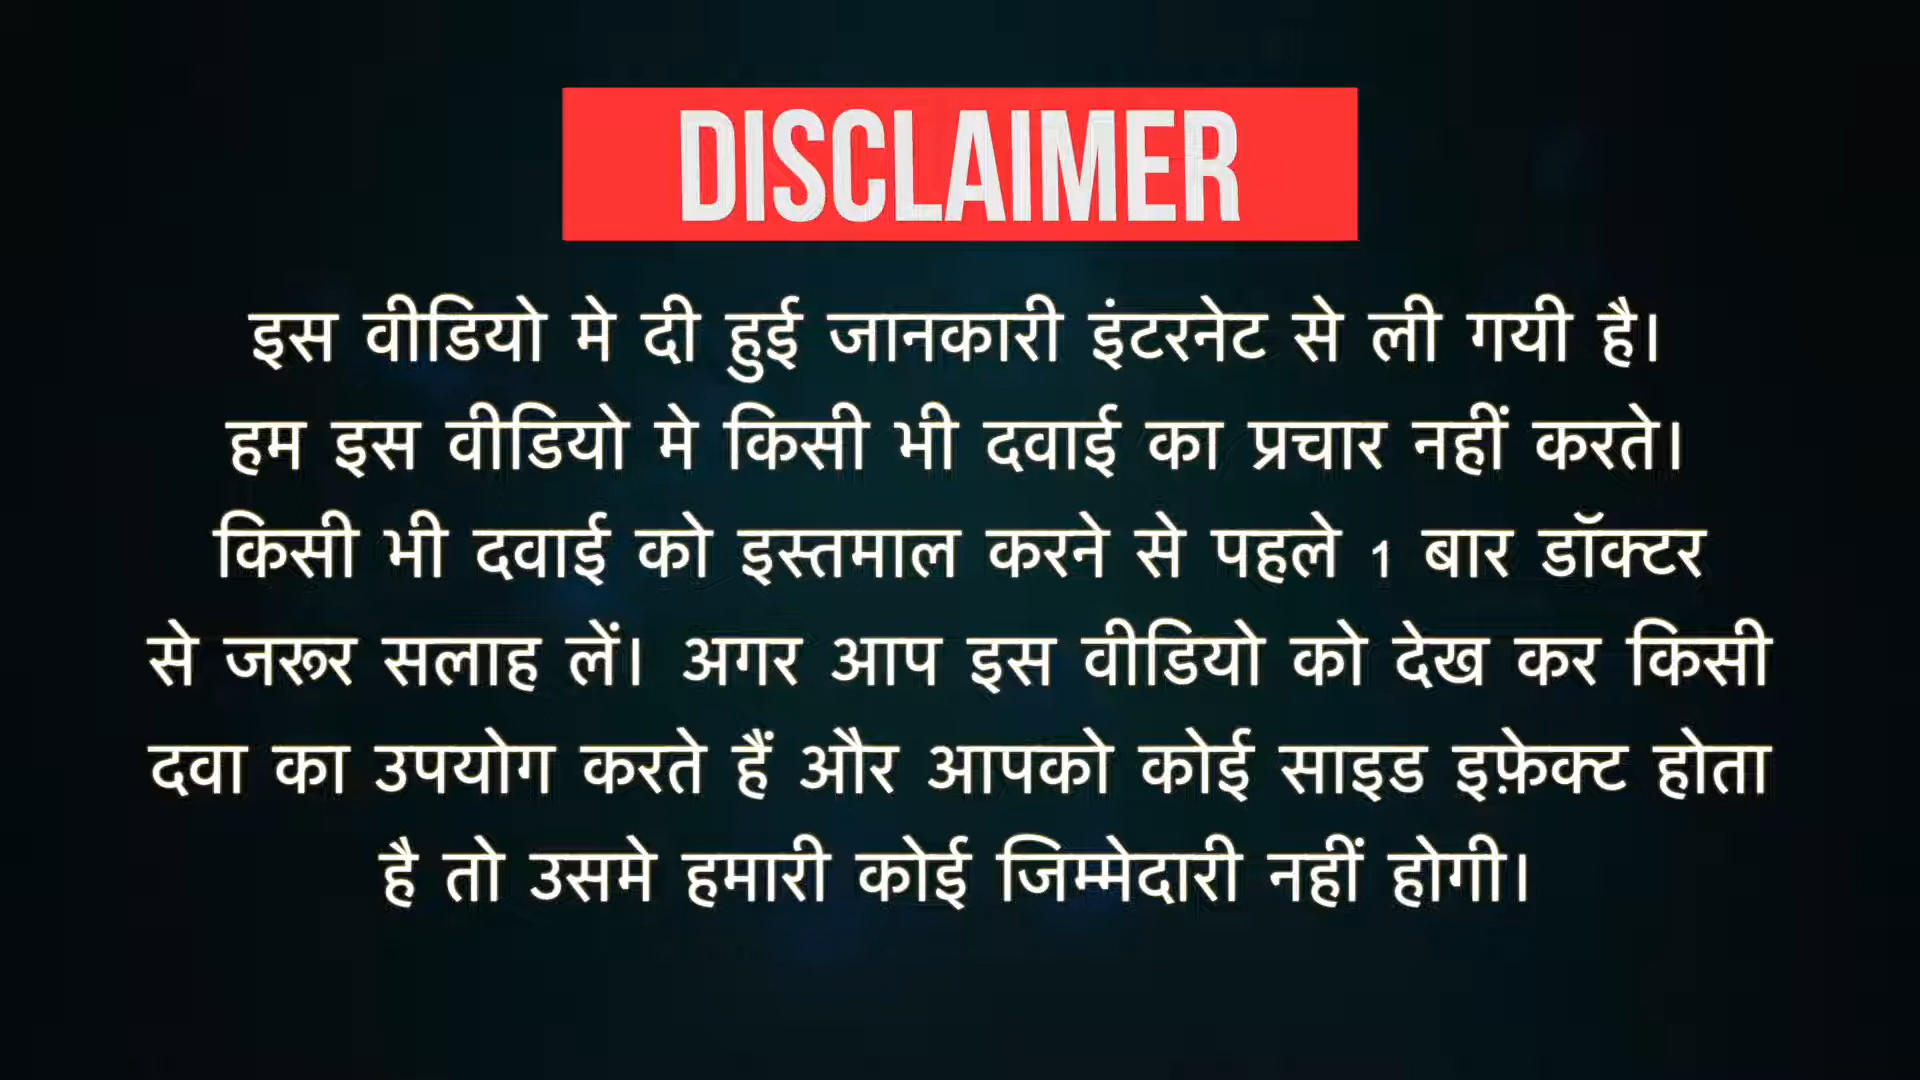 DISCLAIMER
इस वीडियो मे दी हुई जानकारी इंटरनेट से ली गयी है।
हम इस वीडियो मे किसी भी दवाई का प्रचार नहीं करते।
किसी भी दवाई को इस्तमाल करने से पहले 1 बार डॉक्टर
से जरूर सलाह लें। अगर आप इस वीडियो को देख कर किसी
दवा का उपयोग करते हैं और आपको कोई साइड इफ़ेक्ट होता
है तो उसमे हमारी कोई जिम्मेदारी नहीं होगी।